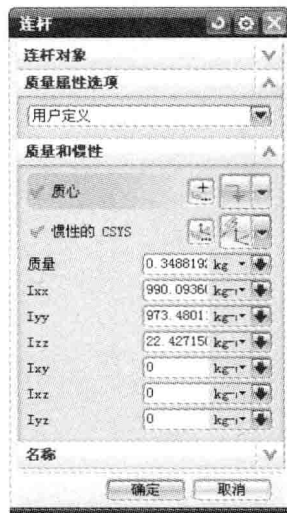 连杆
连杆对象
质量属性选项
用户定义
质量和惯性
质心
惯性的 CSYS
质量 0.348819 kg
Ixx 990.0936 kg
Iyy 973.4801 kg
Izz 22.42715 kg
Ixy 0 kg
Ixz 0 kg
Iyz 0 kg
名称
确定 取消